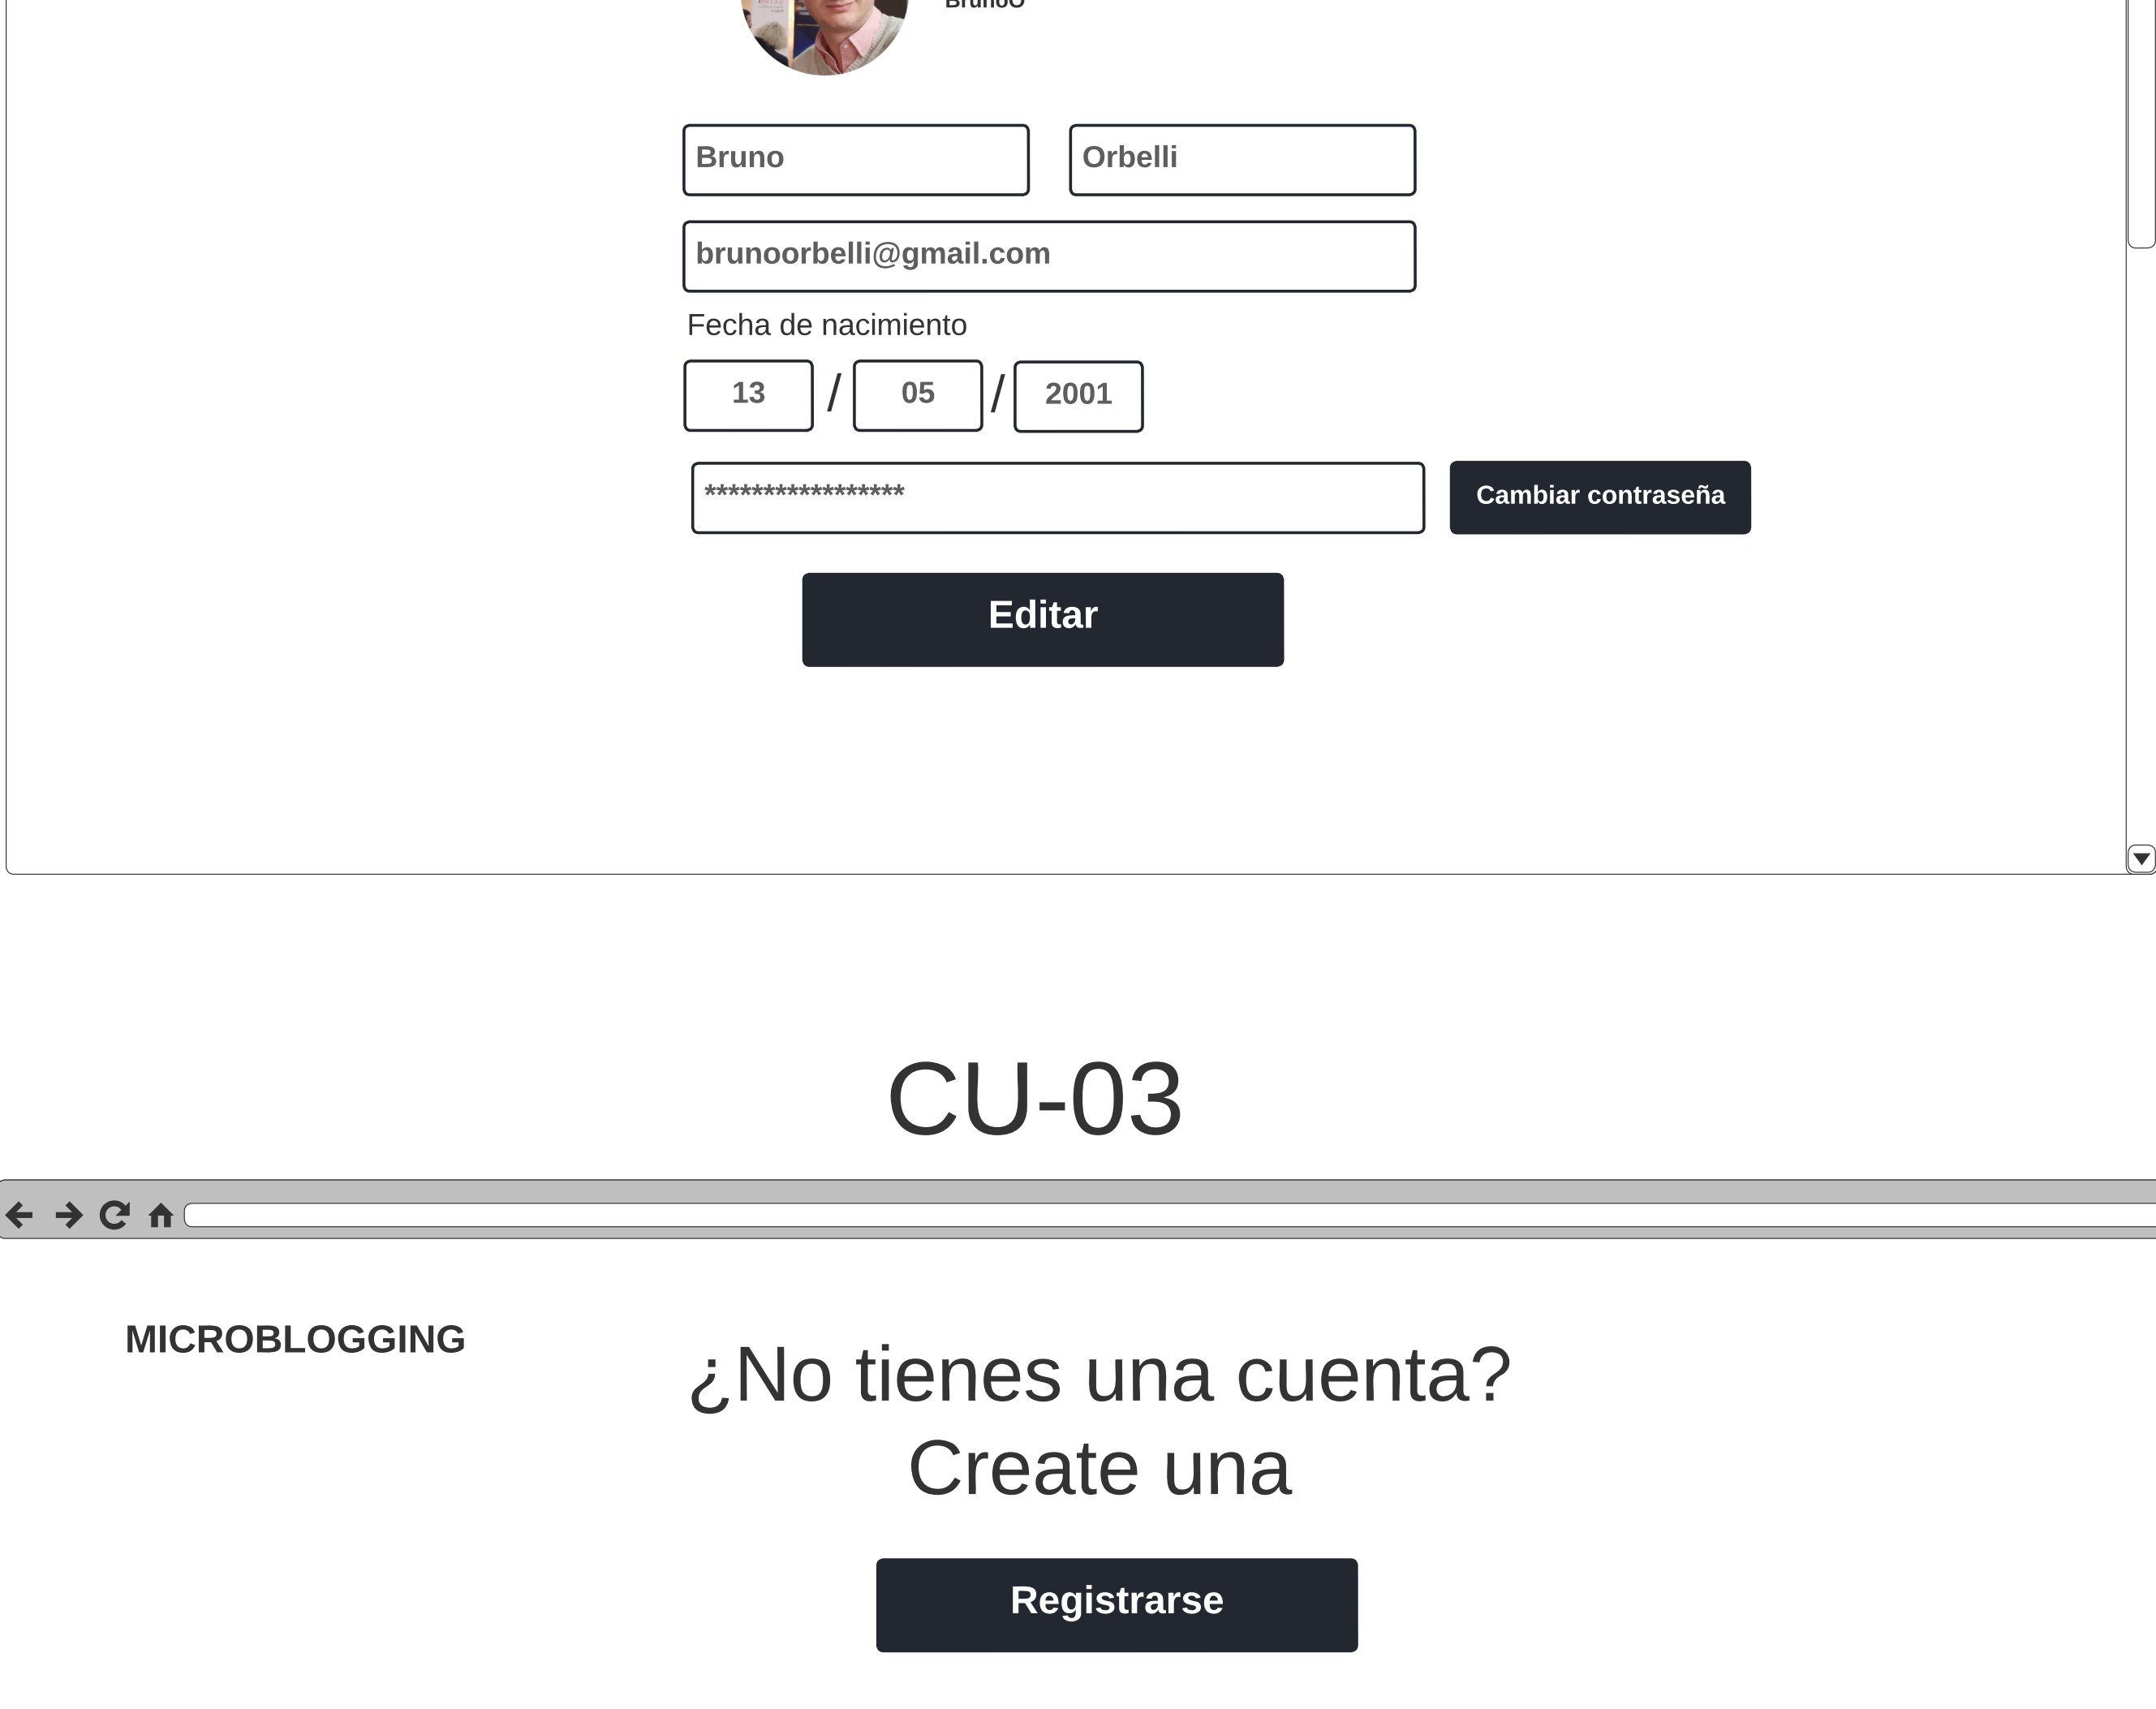 BrunoO
Bruno
Orbelli
brunoorbelli@gmail.com
Fecha de nacimiento
13 / 05 / 2001
*****************
Cambiar contraseña
Editar
CU-03
MICROBLOGGING
¿No tienes una cuenta?
Create una
Registrarse